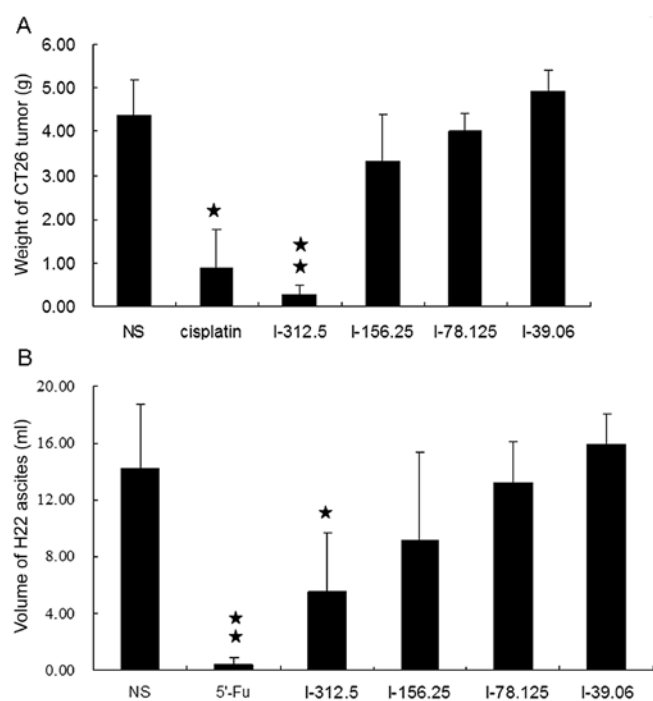 A
6.00
5.00
4.00
3.00
2.00
1.00
0.00
Weight of CT26 tumor (g)
NS cisplatin I-312.5 I-156.25 I-78.125 I-39.06
B
20.00
16.00
12.00
8.00
4.00
0.00
Volume of H22 ascites (ml)
NS 5'-Fu I-312.5 I-156.25 I-78.125 I-39.06